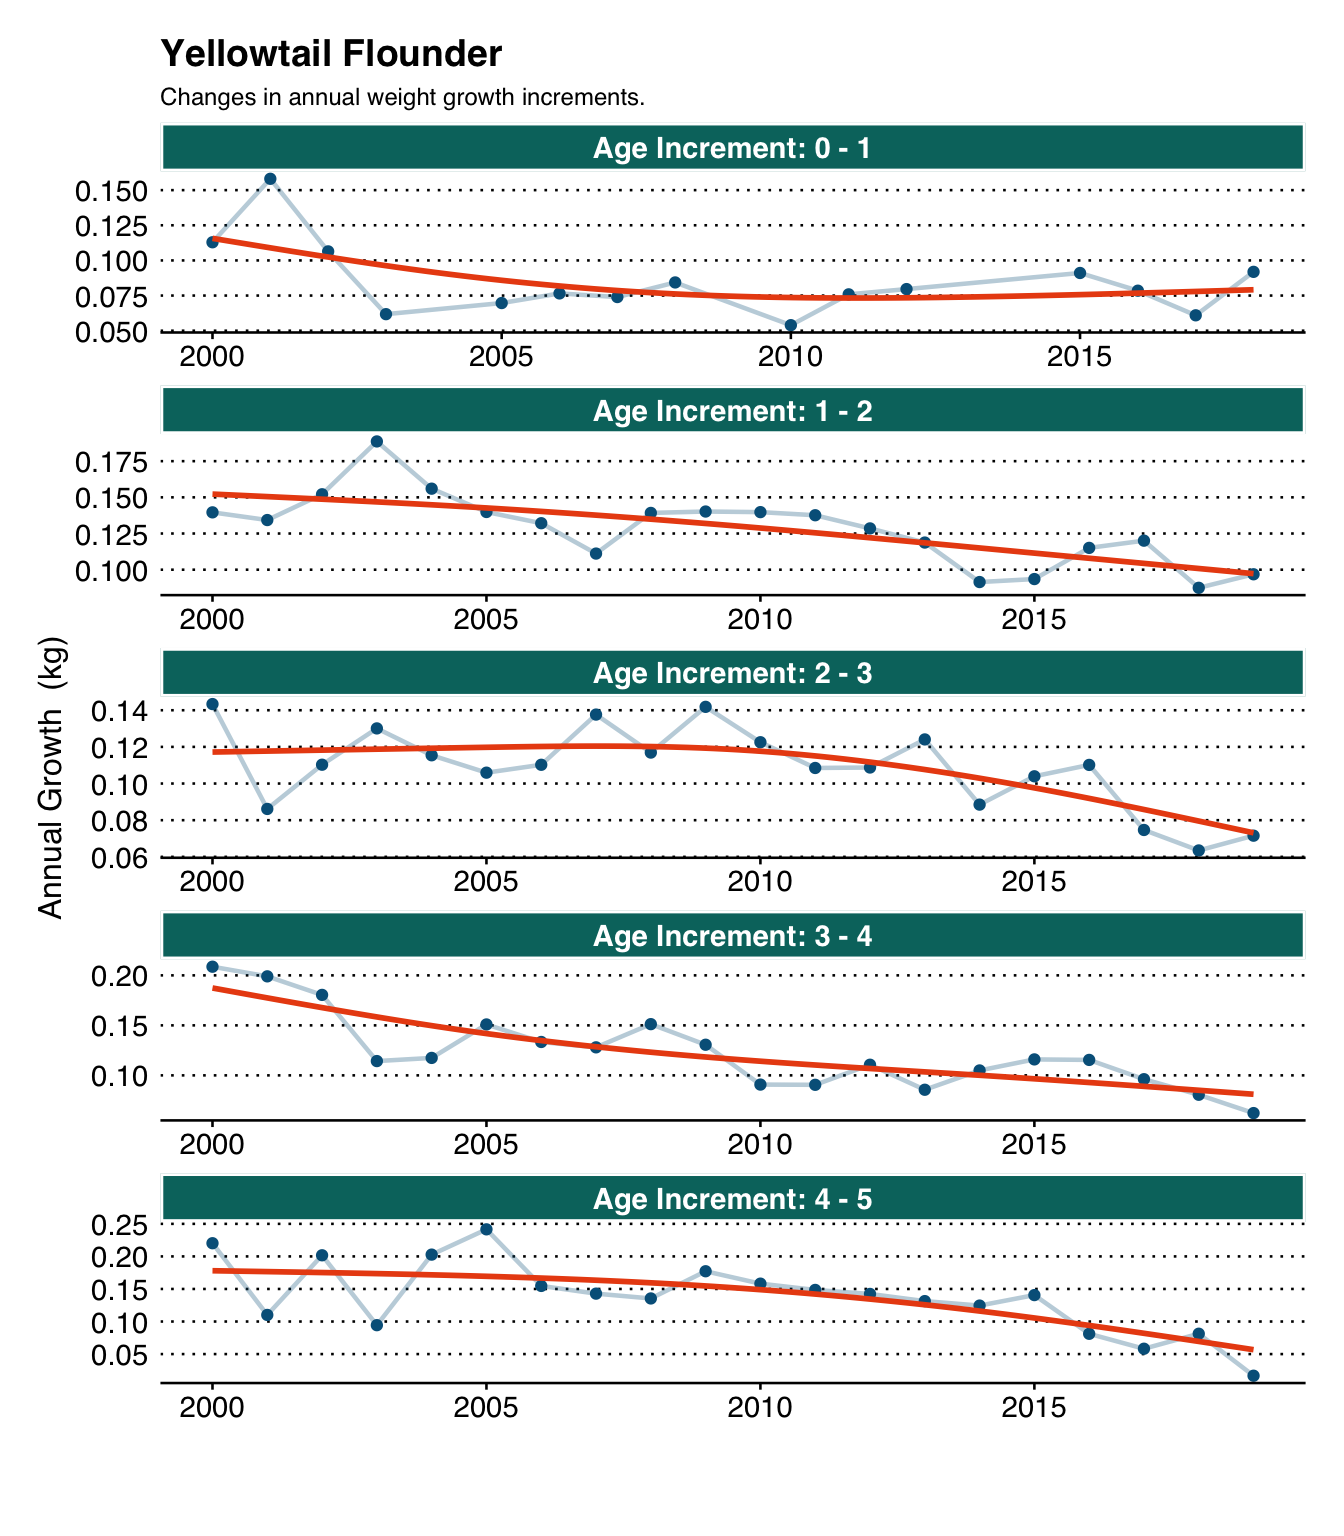 Yellowtail Flounder
Changes in annual weight growth increments.
Annual Growth  (kg)
Age Increment: 0 - 1
0.150
0.125
0.100
0.075
0.050
2000 2005 2010 2015
Age Increment: 1 - 2
0.175
0.150
0.125
0.100
2000 2005 2010 2015
Age Increment: 2 - 3
0.14
0.12
0.10
0.08
0.06
2000 2005 2010 2015
Age Increment: 3 - 4
0.20
0.15
0.10
2000 2005 2010 2015
Age Increment: 4 - 5
0.25
0.20
0.15
0.10
0.05
2000 2005 2010 2015